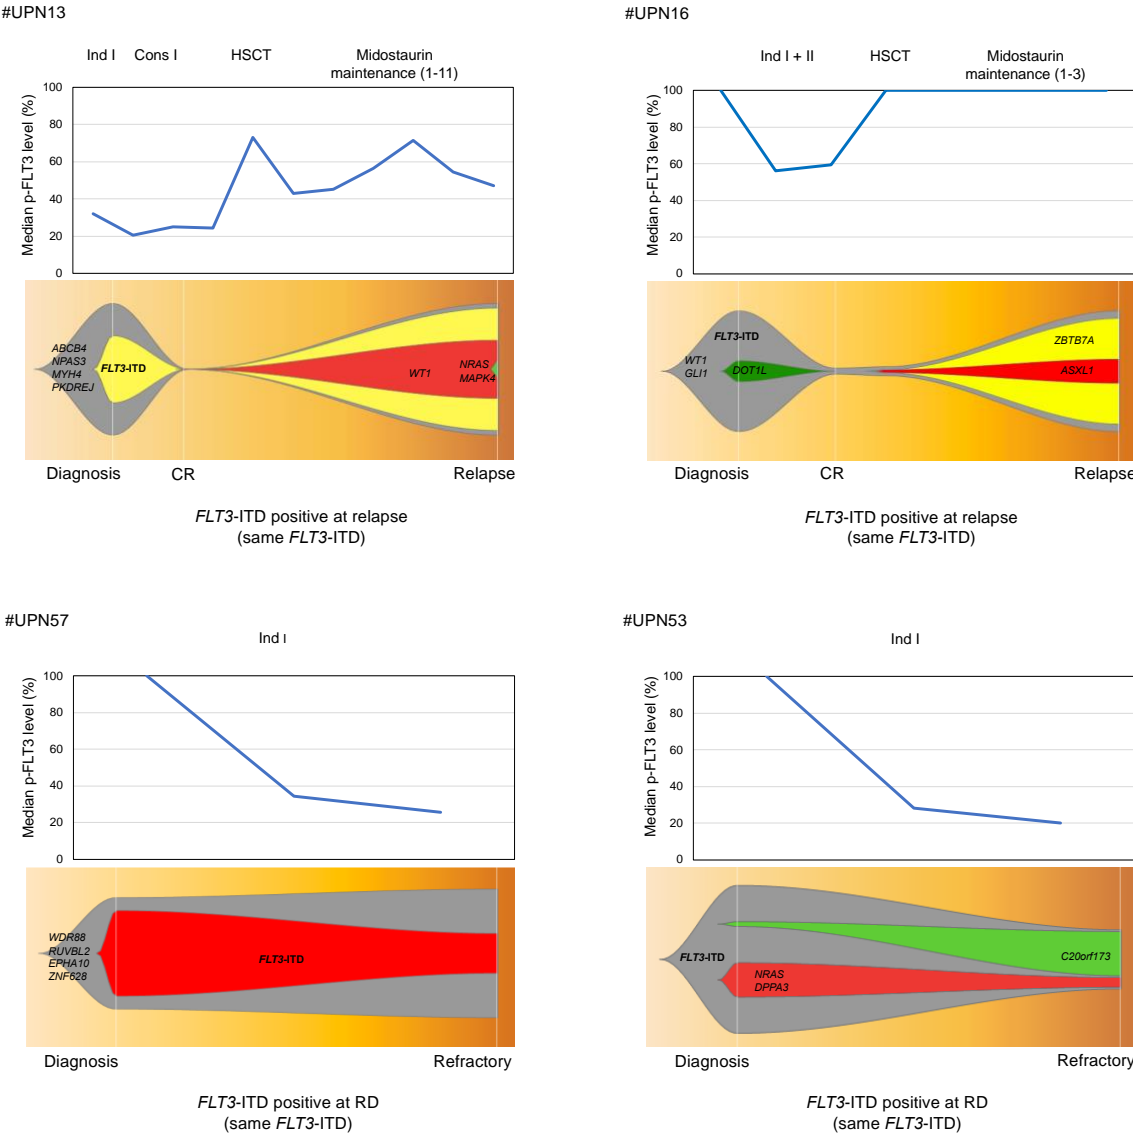 #UPN13
Ind I Cons I HSCT Midostaurin
maintenance (1-11)
Median p-FLT3 level (%)
100
80
60
40
20
0
ABCB4
NPAS3
MYH4
PKDREJ
FLT3-ITD
WT1
NRAS
MAPK4
Diagnosis CR Relapse
FLT3-ITD positive at relapse
(same FLT3-ITD)
#UPN16
Ind I + II HSCT Midostaurin
maintenance (1-3)
Median p-FLT3 level (%)
100
80
60
40
20
0
FLT3-ITD
WT1
GLI1
DOT1L
ZBTB7A
ASXL1
Diagnosis CR Relapse
FLT3-ITD positive at relapse
(same FLT3-ITD)
#UPN57
Ind I
Median p-FLT3 level (%)
100
80
60
40
20
0
WDR88
RUVBL2
EPHA10
ZNF628
FLT3-ITD
Diagnosis Refractory
FLT3-ITD positive at RD
(same FLT3-ITD)
#UPN53
Ind I
Median p-FLT3 level (%)
100
80
60
40
20
0
FLT3-ITD
NRAS
DPPA3
C20orf173
Diagnosis Refractory
FLT3-ITD positive at RD
(same FLT3-ITD)